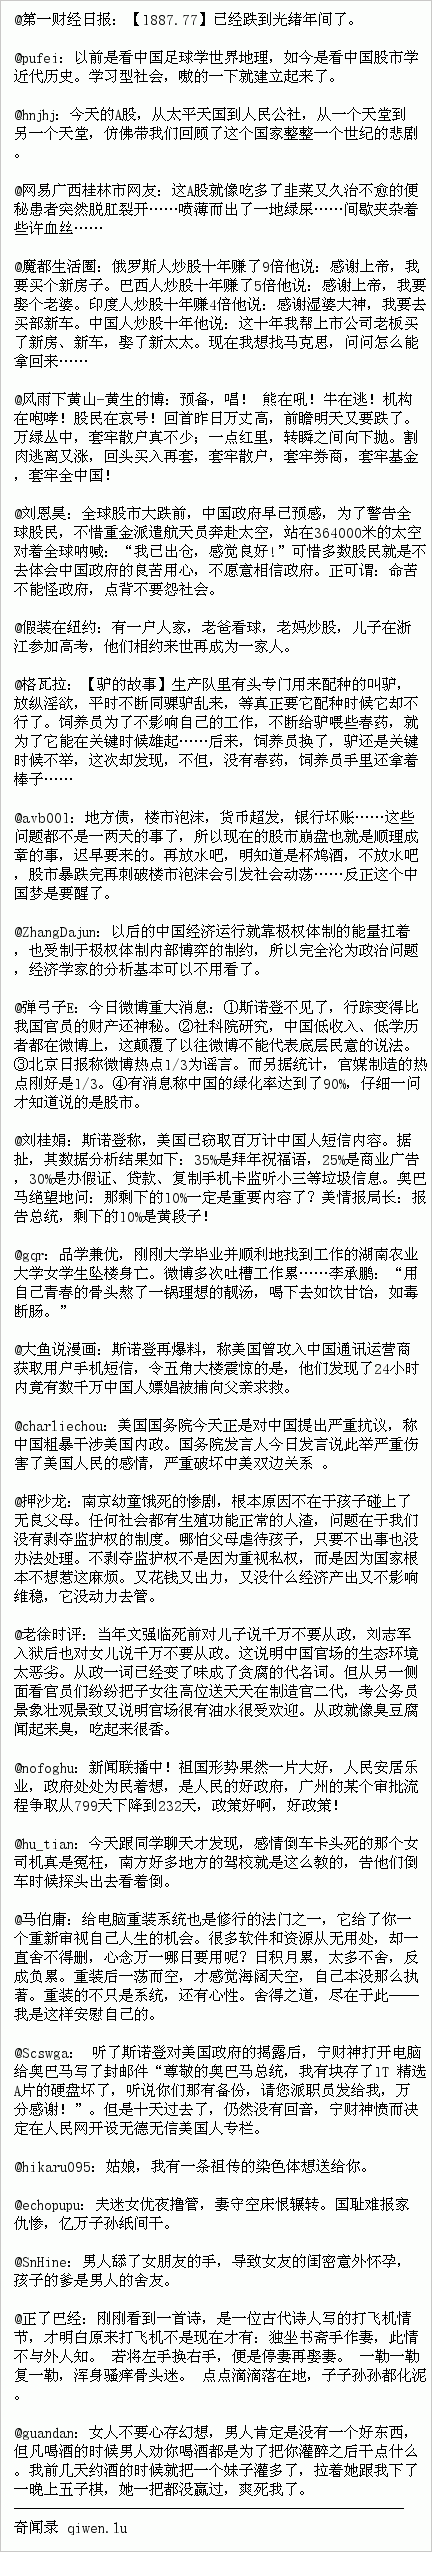 @第一财经日报：【1887.77】已经跌到光绪年间了。
@pufei：以前是看中国足球学世界地理，如今是看中国股市学
近代历史。学习型社会，嗷的一下就建立起来了。
@hnjhj：今天的A股，从太平天国到人民公社，从一个天堂到
另一个天堂，仿佛带我们回顾了这个国家整整一个世纪的悲剧
。
@网易广西桂林市网友：这A股就像吃多了韭菜又久治不愈的便
秘患者突然脱肛裂开……喷薄而出了一地绿屎……间歇夹杂着
些许血丝……
@魔都生活圈：俄罗斯人炒股十年赚了9倍他说：感谢上帝，我
要买个新房子。巴西人炒股十年赚了5倍他说：感谢上帝，我要
娶个老婆。印度人炒股十年赚4倍他说：感谢湿婆大神，我要去
买部新车。中国人炒股十年他说：这十年我帮上市公司老板买
了新房、新车，娶了新太太。现在我想找马克思，问问怎么能
拿回来……
@风雨下黄山-黄生的博：预备，唱！ 熊在吼！牛在逃！机构
在咆哮！股民在哀号！回首昨日万丈高，前瞻明天又要跌了。
万绿丛中，套牢散户真不少；一点红里，转瞬之间向下抛。割
肉逃离又涨，回头买入再套，套牢散户，套牢券商，套牢基金
，套牢全中国！
@刘恩昊：全球股市大跌前，中国政府早已预感，为了警告全
球股民，不惜重金派遣航天员奔赴太空，站在364000米的太空
对着全球呐喊：“我已出仓，感觉良好！”可惜多数股民就是不
去体会中国政府的良苦用心，不愿意相信政府。正可谓：命苦
不能怪政府，点背不要怨社会。
@假装在纽约：有一户人家，老爸看球，老妈炒股，儿子在浙
江参加高考，他们相约来世再成为一家人。
@格瓦拉：【驴的故事】生产队里有头专门用来配种的叫驴，
放纵淫欲，平时不断同骡驴乱来，等真正要它配种时候它却不
行了。饲养员为了不影响自己的工作，不断给驴喂些春药，就
为了它能在关键时候雄起……后来，饲养员换了，驴还是关键
时候不举，这次却发现，不但，没有春药，饲养员手里还拿着
棒子……
@avb001：地方债，楼市泡沫，货币超发，银行坏账……这些
问题都不是一两天的事了，所以现在的股市崩盘也就是顺理成
章的事，迟早要来的。再放水吧，明知道是杯鸩酒，不放水吧
，股市暴跌完再刺破楼市泡沫会引发社会动荡……反正这个中
国梦是要醒了。
@ZhangDajun：以后的中国经济运行就靠极权体制的能量扛着
，也受制于极权体制内部博弈的制约，所以完全沦为政治问题
，经济学家的分析基本可以不用看了。
@弹弓子E：今日微博重大消息：①斯诺登不见了，行踪变得比
我国官员的财产还神秘。②社科院研究，中国低收入、低学历
者都在微博上，这颠覆了以往微博不能代表底层民意的说法。
③北京日报称微博热点1/3为谣言。而另据统计，官媒制造的热
点刚好是1/3。④有消息称中国的绿化率达到了90%，仔细一问
才知道说的是股市。
@刘桂娟：斯诺登称，美国已窃取百万计中国人短信内容。据
扯，其数据分析结果如下：35%是拜年祝福语，25%是商业广告
，30%是办假证、贷款、复制手机卡监听小三等垃圾信息。奥巴
马绝望地问：那剩下的10%一定是重要内容了？美情报局长：报
告总统，剩下的10%是黄段子！
@gqr：品学兼优，刚刚大学毕业并顺利地找到工作的湖南农业
大学女学生坠楼身亡。微博多次吐槽工作累……李承鹏：“用
自己青春的骨头熬了一锅理想的靓汤，喝下去如饮甘饴，如毒
断肠。”
@大鱼说漫画：斯诺登再爆料，称美国曾攻入中国通讯运营商
获取用户手机短信，令五角大楼震惊的是，他们发现了24小时
内竟有数千万中国人嫖娼被捕向父亲求救。
@charliechou：美国国务院今天正是对中国提出严重抗议，称
中国粗暴干涉美国内政。国务院发言人今日发言说此举严重伤
害了美国人民的感情，严重破坏中美双边关系 。
@押沙龙：南京幼童饿死的惨剧，根本原因不在于孩子碰上了
无良父母。任何社会都有生殖功能正常的人渣，问题在于我们
没有剥夺监护权的制度。哪怕父母虐待孩子，只要不出事也没
办法处理。不剥夺监护权不是因为重视私权，而是因为国家根
本不想惹这麻烦。又花钱又出力，又没什么经济产出又不影响
维稳，它没动力去管。
@老徐时评：当年文强临死前对儿子说千万不要从政，刘志军
入狱后也对女儿说千万不要从政。这说明中国官场的生态环境
太恶劣。从政一词已经变了味成了贪腐的代名词。但从另一侧
面看官员们纷纷把子女往高位送天天在制造官二代，考公务员
景象壮观景致又说明官场很有油水很受欢迎。从政就像臭豆腐
闻起来臭，吃起来很香。
@nofoghu：新闻联播中！祖国形势果然一片大好，人民安居乐
业，政府处处为民着想，是人民的好政府，广州的某个审批流
程争取从799天下降到232天，政策好啊，好政策！
@hu_tian：今天跟同学聊天才发现，感情倒车卡头死的那个女
司机真是冤枉，南方好多地方的驾校就是这么教的，告他们倒
车时候探头出去看着倒。
@马伯庸：给电脑重装系统也是修行的法门之一，它给了你一
个重新审视自己人生的机会。很多软件和资源从无用处，却一
直舍不得删，心念万一哪日要用呢？日积月累，太多不舍，反
成负累。重装后一荡而空，才感觉海阔天空，自己本没那么执
著。重装的不只是系统，还有心性。舍得之道，尽在于此——
我是这样安慰自己的。
@Scswga： 听了斯诺登对美国政府的揭露后，宁财神打开电脑
给奥巴马写了封邮件“尊敬的奥巴马总统，我有块存了1T 精选
A片的硬盘坏了，听说你们那有备份，请您派职员发给我，万
分感谢！”。但是十天过去了，仍然没有回音，宁财神愤而决
定在人民网开设无德无信美国人专栏。
@hikaru095：姑娘，我有一条祖传的染色体想送给你。
@echopupu：夫迷女优夜撸管，妻守空床恨辗转。国耻难报家
仇惨，亿万子孙纸间干。
@SnHine：男人舔了女朋友的手，导致女友的闺密意外怀孕，
孩子的爹是男人的舍友。
@正了巴经：刚刚看到一首诗，是一位古代诗人写的打飞机情
节，才明白原来打飞机不是现在才有：独坐书斋手作妻，此情
不与外人知。 若将左手换右手，便是停妻再娶妻。 一勒一勒
复一勒，浑身骚痒骨头迷。 点点滴滴落在地，子子孙孙都化泥
。
@guandan：女人不要心存幻想，男人肯定是没有一个好东西，
但凡喝酒的时候男人劝你喝酒都是为了把你灌醉之后干点什么
。我前几天约酒的时候就把一个妹子灌多了，拉着她跟我下了
一晚上五子棋，她一把都没赢过，爽死我了。
奇闻录 qiwen.lu